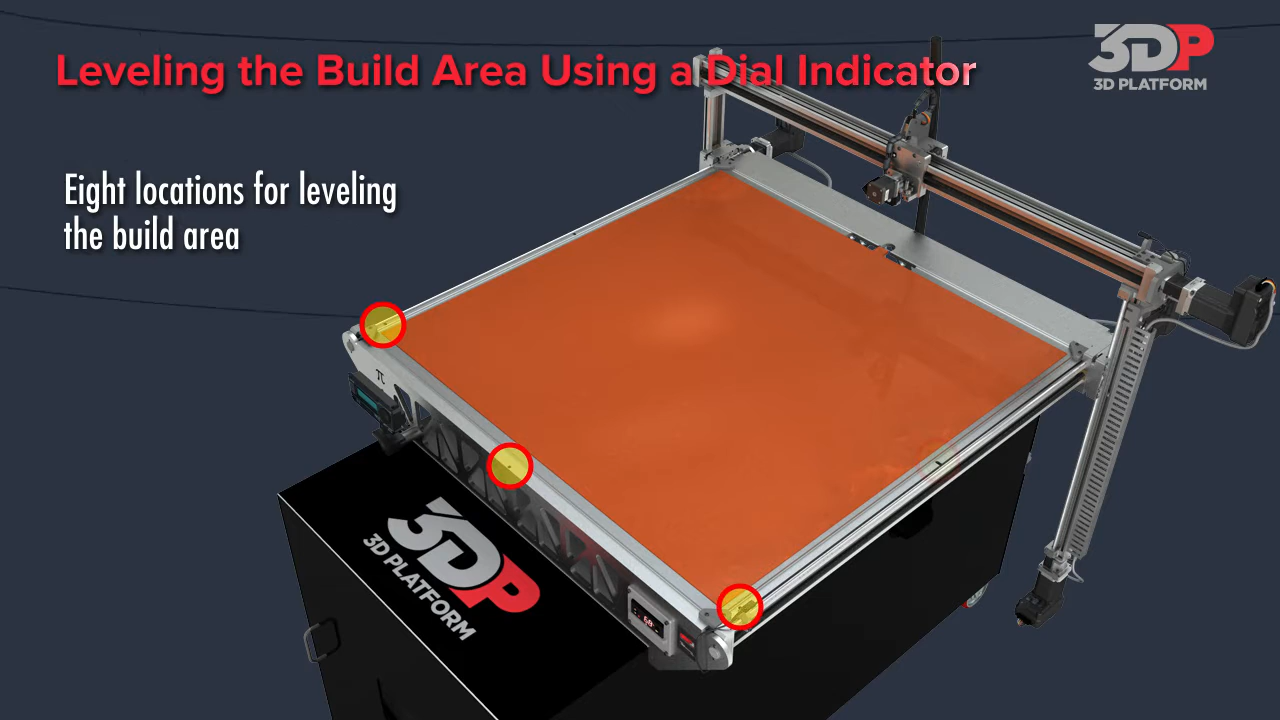 Leveling the Build Area Using a Dial Indicator
3DP
3D PLATFORM
Eight locations for leveling
the build area
π
3DP
3D PLATFORM